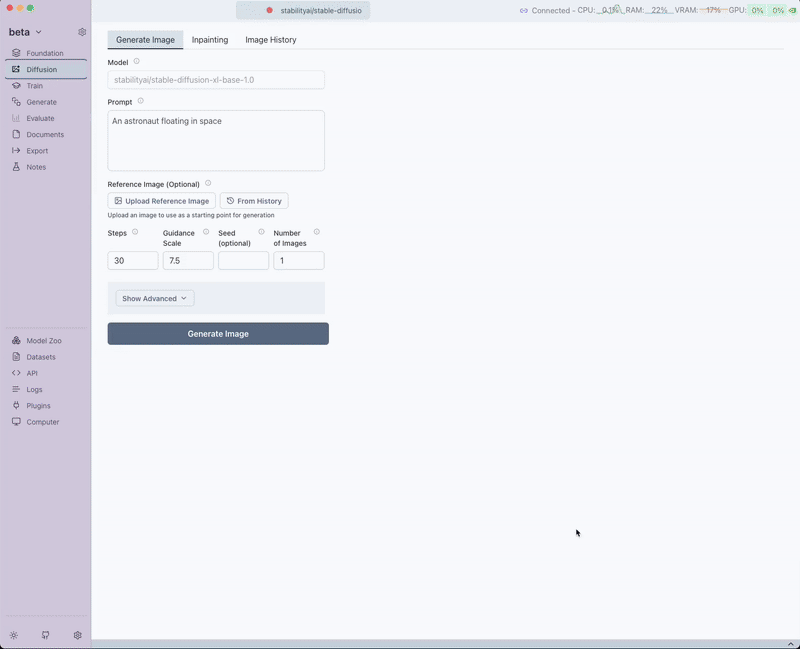 stabilityai/stable-diffusio
Connected - CPU: 0.1% RAM: 22% VRAM: 17% GPU: 0% 0%
beta
Foundation
Diffusion
Train
Generate
Evaluate
Documents
Export
Notes
Model Zoo
Datasets
API
Logs
Plugins
Computer
Generate Image Inpainting Image History
Model
stabilityai/stable-diffusion-xl-base-1.0
Prompt
An astronaut floating in space
Reference Image (Optional)
Upload Reference Image From History
Upload an image to use as a starting point for generation
Steps Guidance Seed Number
Scale (optional) of Images
30 7.5 1
Show Advanced
Generate Image